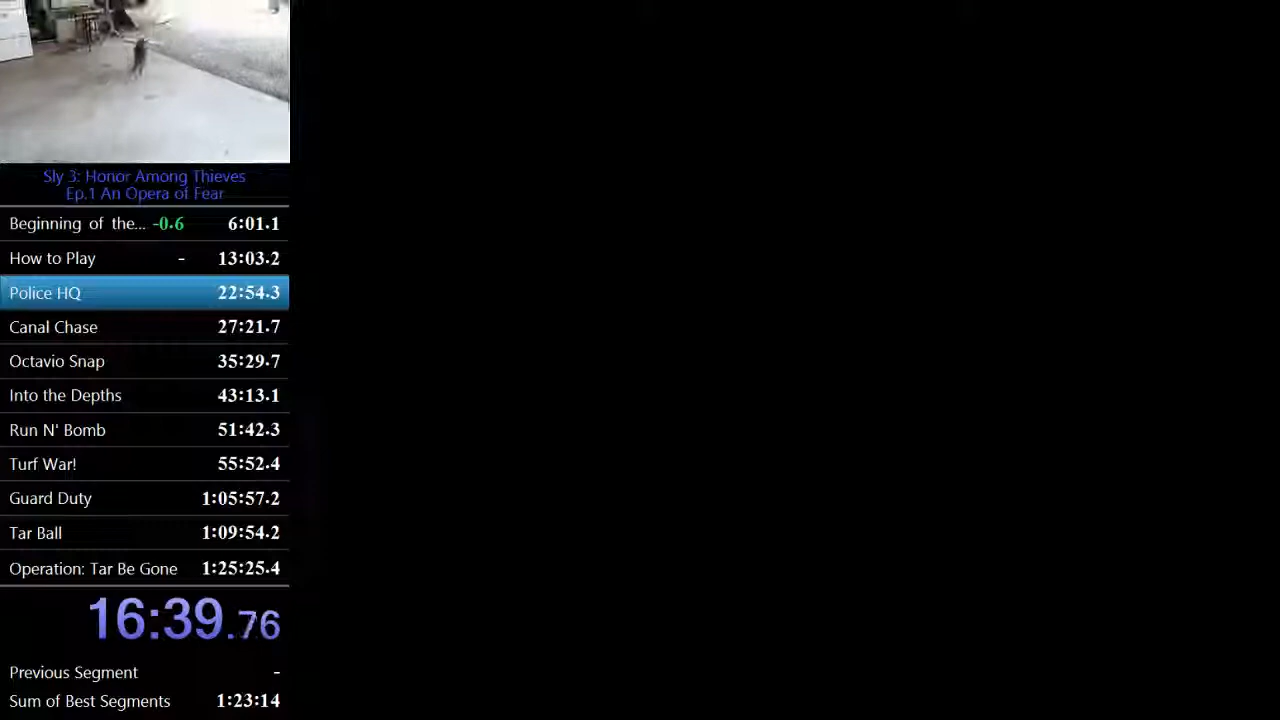 Sly 3: Honor Among Thieves
Ep.1 An Opera of Fear
Beginning of the... -0.6 6:01.1
How to Play - 13:03.2
Police HQ 22:54.3
Canal Chase 27:21.7
Octavio Snap 35:29.7
Into the Depths 43:13.1
Run N' Bomb 51:42.3
Turf War! 55:52.4
Guard Duty 1:05:57.2
Tar Ball 1:09:54.2
Operation: Tar Be Gone 1:25:25.4
16:39.76
Previous Segment -
Sum of Best Segments 1:23:14